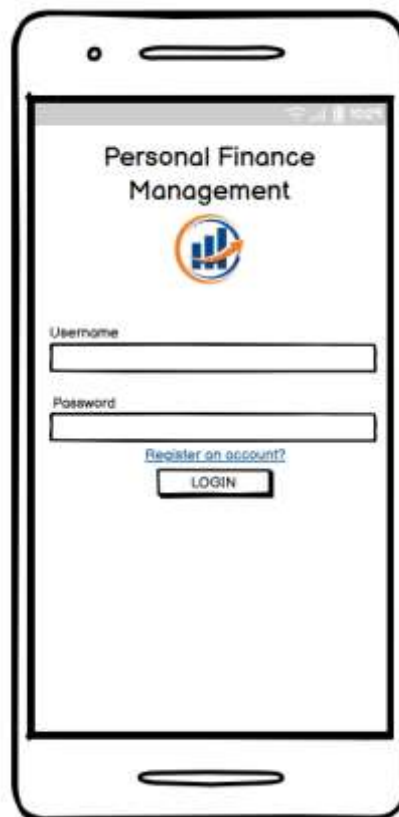 Personal Finance
Management
Username
Password
Register an account?
LOGIN